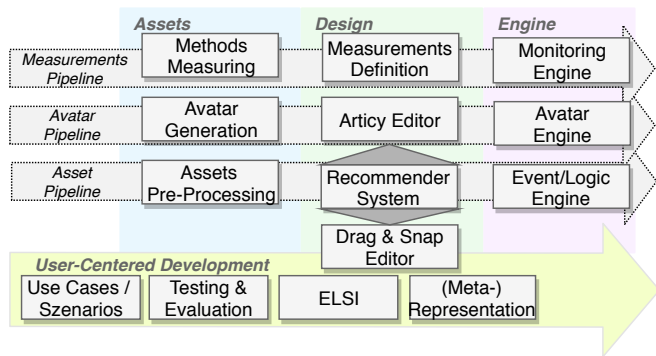 Assets
Design
Engine
Measurements
Pipeline
Methods
Measuring
Measurements
Definition
Monitoring
Engine
Avatar
Pipeline
Avatar
Generation
Articy Editor
Avatar
Engine
Asset
Pipeline
Assets
Pre-Processing
Recommender
System
Event/Logic
Engine
Drag & Snap
Editor
User-Centered Development
Use Cases /
Szenarios
Testing &
Evaluation
ELSI
(Meta-)
Representation